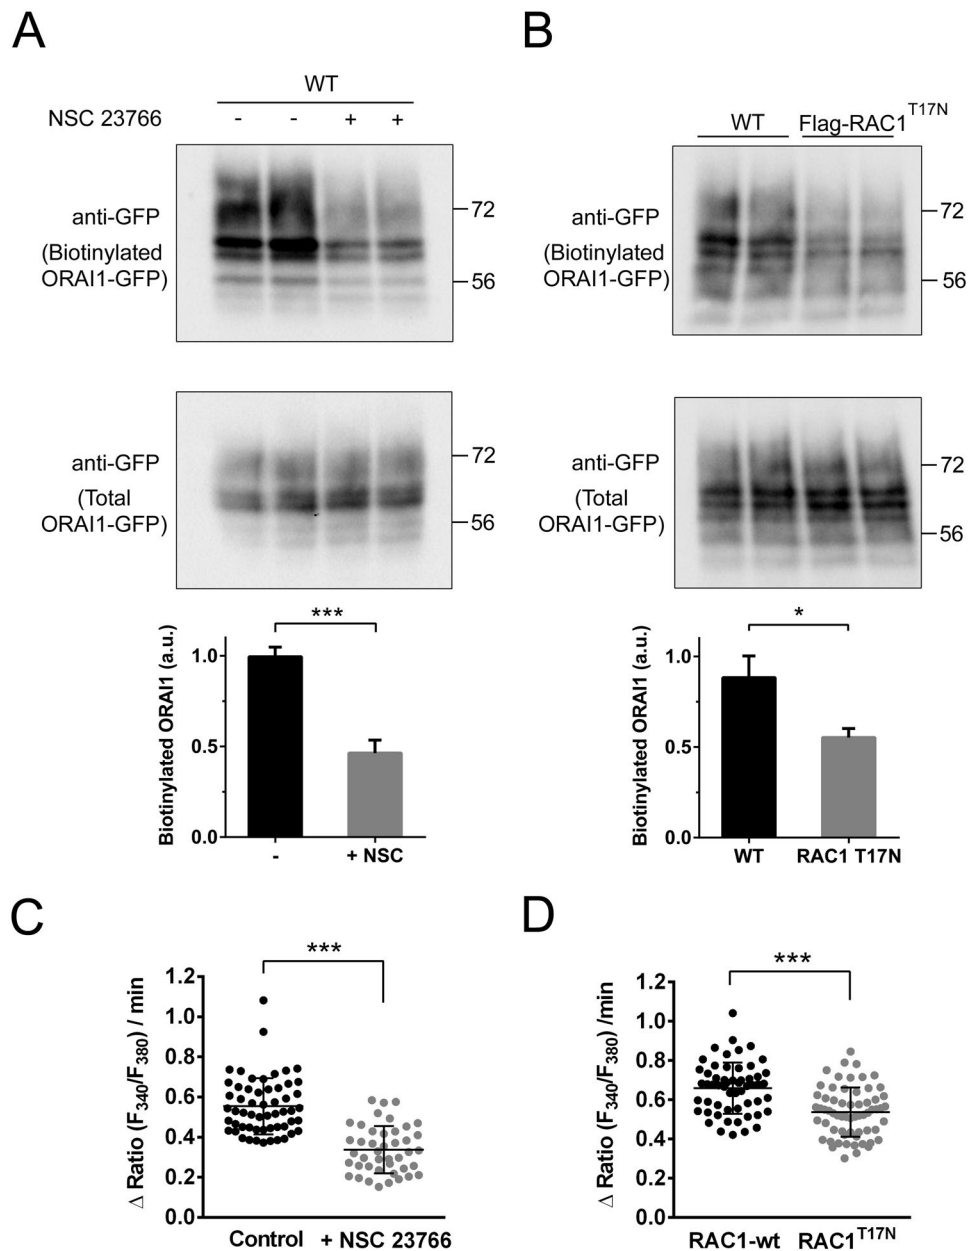 A
WT
NSC 23766 - - + +
anti-GFP
(Biotinylated
ORAI1-GFP)
72
56
anti-GFP
(Total
ORAI1-GFP)
72
56
***
Biotinylated ORAI1 (a.u.)
1.0
0.5
0.0
- + NSC
B
WT Flag-RAC1T17N
anti-GFP
(Biotinylated
ORAI1-GFP)
72
56
anti-GFP
(Total
ORAI1-GFP)
72
56
*
Biotinylated ORAI1 (a.u.)
1.0
0.5
0.0
WT RAC1 T17N
C
***
Δ Ratio (F340/F380) / min
1.2
1.0
0.8
0.6
0.4
0.2
0.0
Control + NSC 23766
D
***
Δ Ratio (F340/F380) /min
1.2
1.0
0.8
0.6
0.4
0.2
0.0
RAC1-wt RAC1T17N